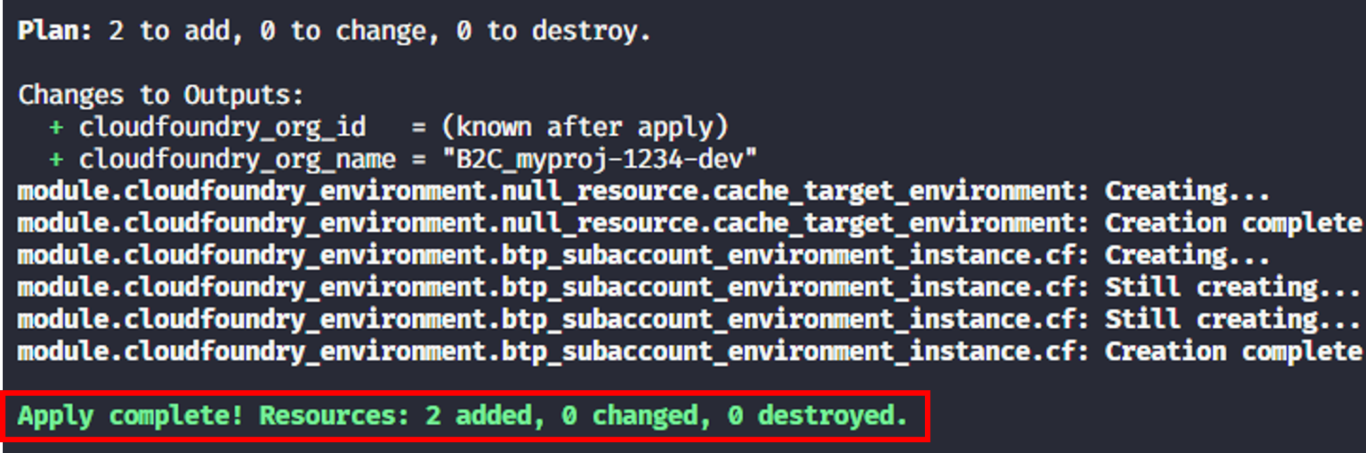 Plan: 2 to add, 0 to change, 0 to destroy.
Changes to Outputs:
+ cloudfoundry_org_id = (known after apply)
+ cloudfoundry_org_name = "B2C_myproj-1234-dev"
module.cloudfoundry_environment.null_resource.cache_target_environment: Creating...
module.cloudfoundry_environment.null_resource.cache_target_environment: Creation complete
module.cloudfoundry_environment.btp_subaccount_environment_instance.cf: Creating...
module.cloudfoundry_environment.btp_subaccount_environment_instance.cf: Still creating...
module.cloudfoundry_environment.btp_subaccount_environment_instance.cf: Still creating...
module.cloudfoundry_environment.btp_subaccount_environment_instance.cf: Creation complete
Apply complete! Resources: 2 added, 0 changed, 0 destroyed.